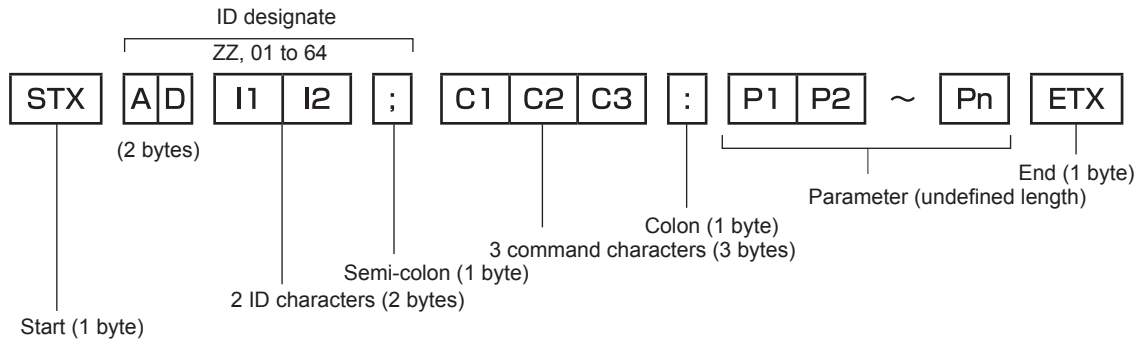 ID designate
ZZ, 01 to 64
STX A D I1 I2 ; C1 C2 C3 : P1 P2 ～ Pn ETX
(2 bytes)
End (1 byte)
Parameter (undefined length)
Colon (1 byte)
3 command characters (3 bytes)
Semi-colon (1 byte)
2 ID characters (2 bytes)
Start (1 byte)